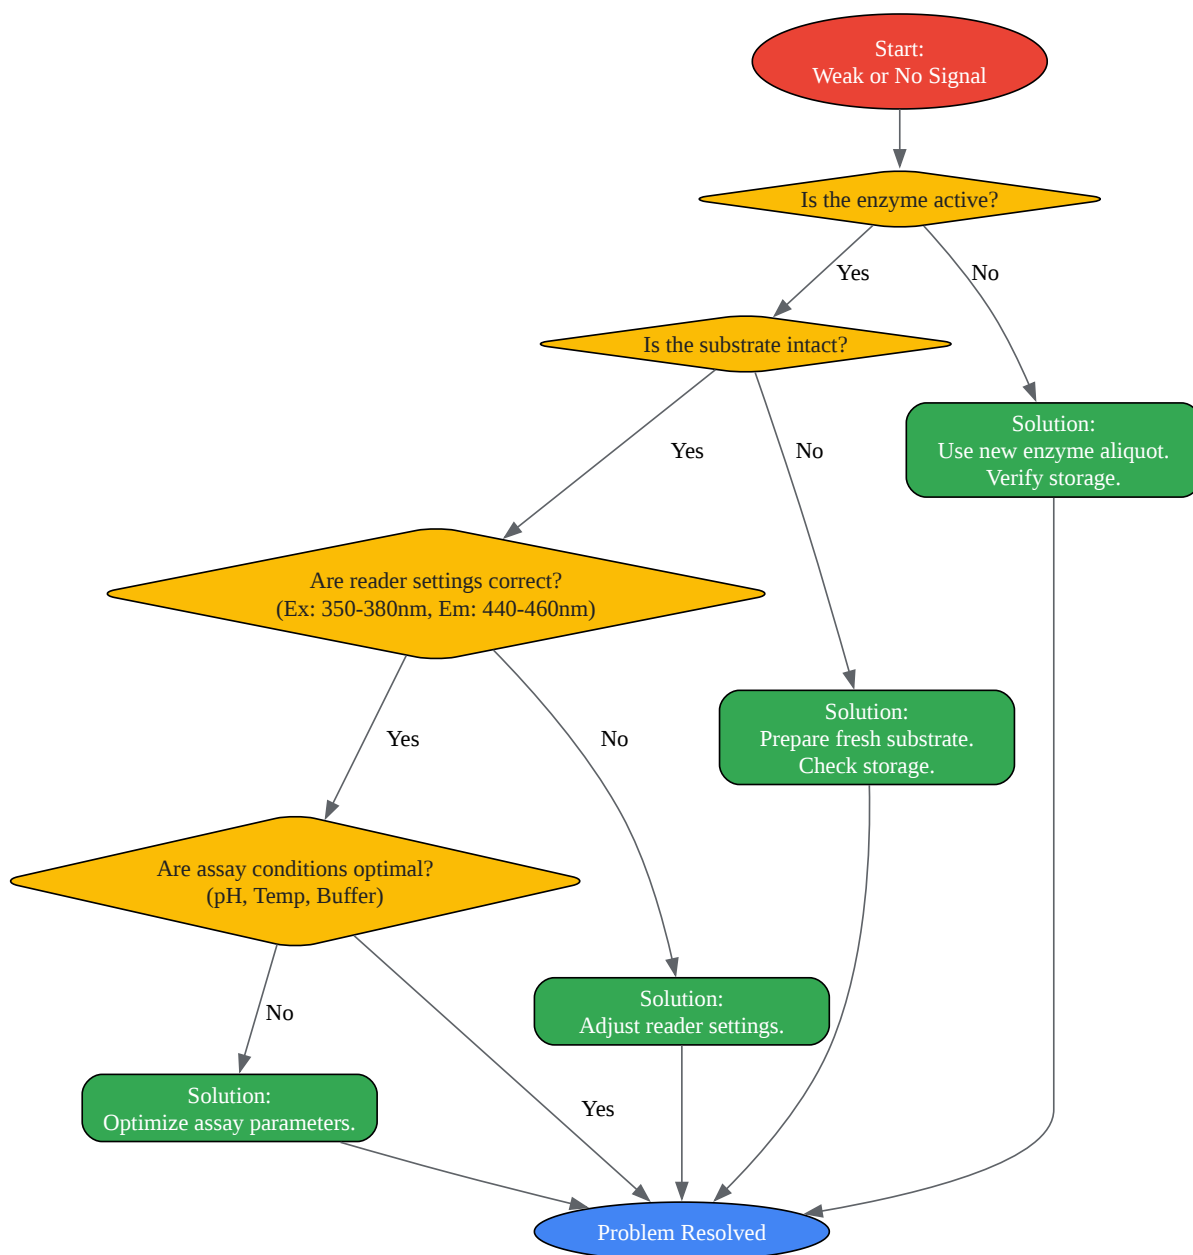 Start:
Weak or No Signal
Is the enzyme active?
Yes
No
Is the substrate intact?
Solution:
Use new enzyme aliquot.
Verify storage.
Yes
No
Are reader settings correct?
(Ex: 350-380nm, Em: 440-460nm)
Solution:
Prepare fresh substrate.
Check storage.
Yes
No
Are assay conditions optimal?
(pH, Temp, Buffer)
Solution:
Adjust reader settings.
No
Yes
Solution:
Optimize assay parameters.
Problem Resolved